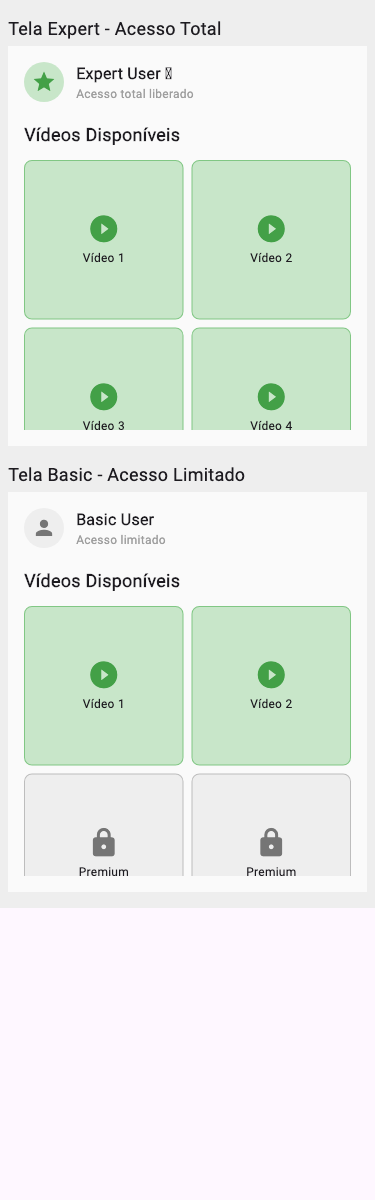 Tela Expert - Acesso Total
Expert User
Acesso total liberado
Vídeos Disponíveis
Vídeo 1
Vídeo 2
Vídeo 3
Vídeo 4
Tela Basic - Acesso Limitado
Basic User
Acesso limitado
Vídeos Disponíveis
Vídeo 1
Vídeo 2
Premium
Premium